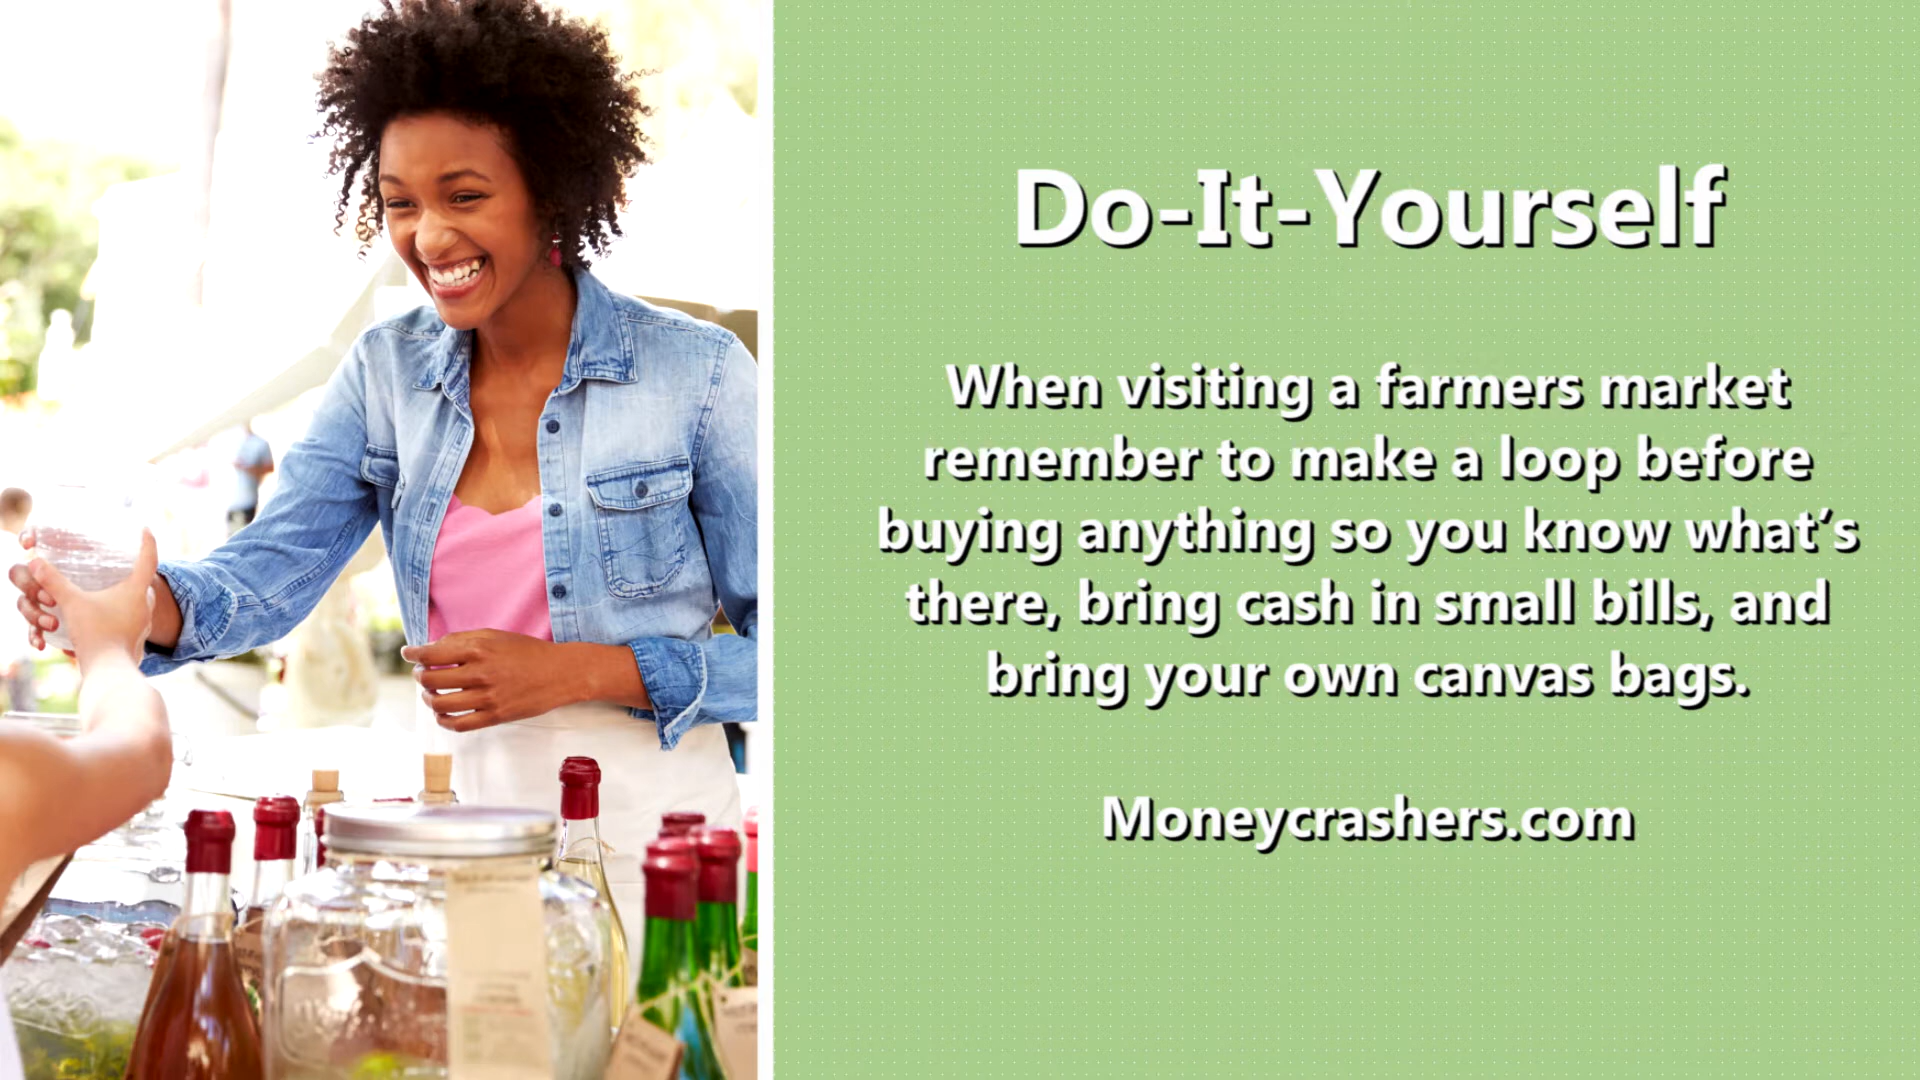 Do-It-Yourself
When visiting a farmers market
remember to make a loop before
buying anything so you know what's
there, bring cash in small bills, and
bring your own canvas bags.
Moneycrashers.com